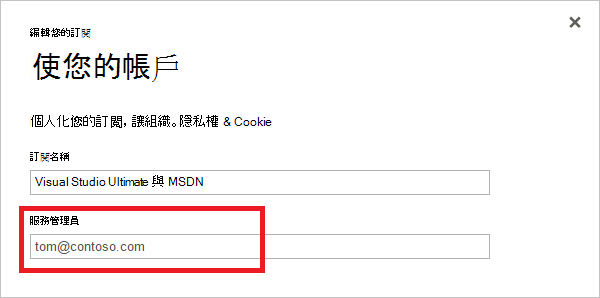 編輯您的訂閱
使您的帳戶
個人化您的訂閱, 讓組織。隱私權 & Cookie
訂閱名稱
Visual Studio Ultimate 與 MSDN
服務管理員
tom@contoso.com